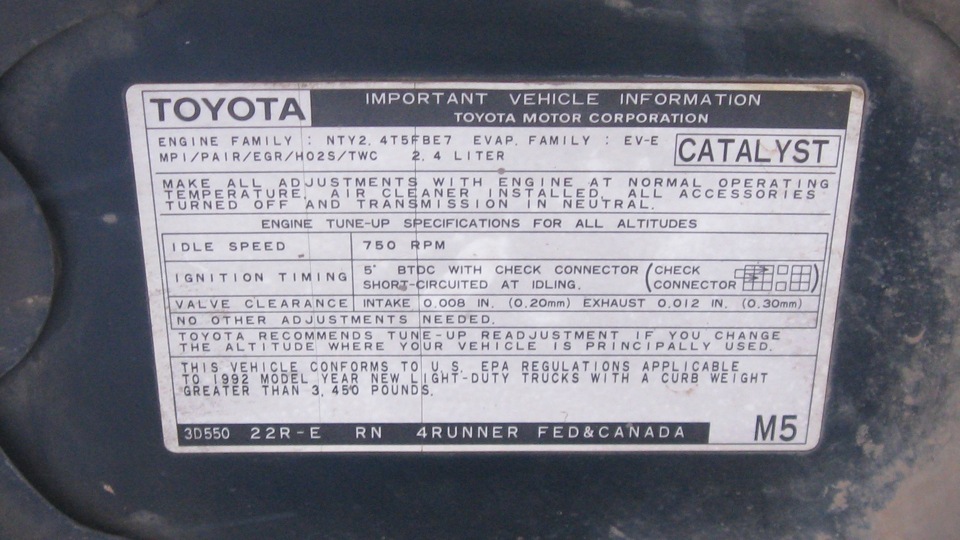 TOYOTA
IMPORTANT VEHICLE INFORMATION
TOYOTA MOTOR CORPORATION
ENGINE FAMILY : NTY2.4T5FBE7 EVAP. FAMILY : EV-E
MPI/PAIR/EGR/HO2S/TWC 2.4 LITER
CATALYST
MAKE ALL ADJUSTMENTS WITH ENGINE AT NORMAL OPERATING
TEMPERATURE, AIR CLEANER INSTALLED, ALL ACCESSORIES
TURNED OFF AND TRANSMISSION IN NEUTRAL.
ENGINE TUNE-UP SPECIFICATIONS FOR ALL ALTITUDES
IDLE SPEED 750 RPM
IGNITION TIMING 5° BTDC WITH CHECK CONNECTOR
SHORT-CIRCUITED AT IDLING.
(CHECK
CONNECTOR )
VALVE CLEARANCE INTAKE 0.008 IN. (0.20mm) EXHAUST 0.012 IN. (0.30mm)
NO OTHER ADJUSTMENTS NEEDED.
TOYOTA RECOMMENDS TUNE-UP READJUSTMENT IF YOU CHANGE
THE ALTITUDE WHERE YOUR VEHICLE IS PRINCIPALLY USED.
THIS VEHICLE CONFORMS TO U.S. EPA REGULATIONS APPLICABLE
TO 1992 MODEL YEAR NEW LIGHT-DUTY TRUCKS WITH A CURB WEIGHT
GREATER THAN 3,450 POUNDS.
3D550 22R-E RN 4RUNNER FED&CANADA
M5